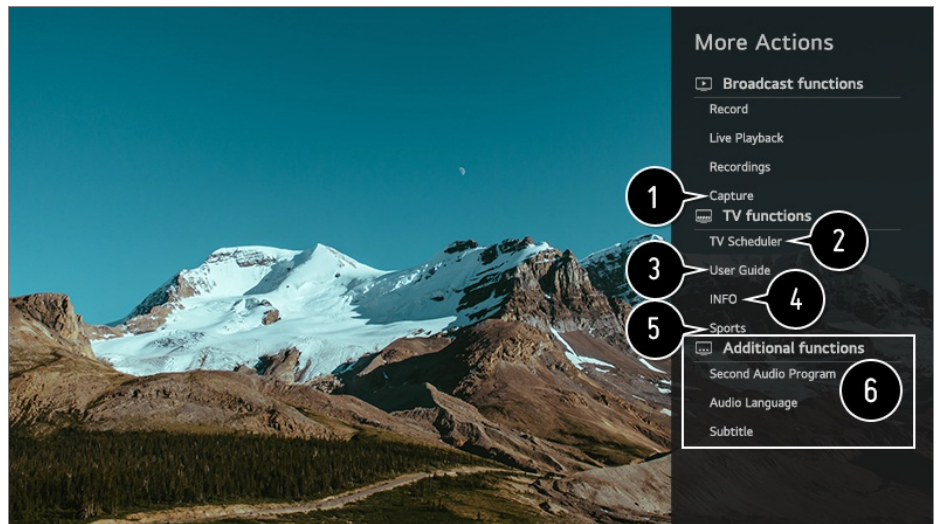 More Actions
Broadcast functions
Record
Live Playback
Recordings
1
Capture
TV functions
TV Scheduler
2
3
User Guide
INFO
4
5
Sports
Additional functions
Second Audio Program
6
Audio Language
Subtitle